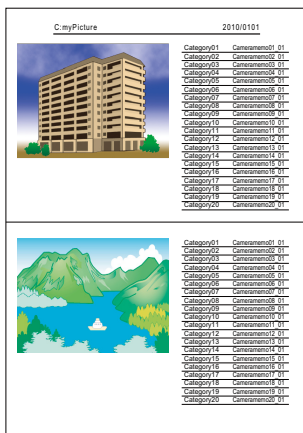 C:myPicture 2010/0101
Category01 Cameramemo01_01
Category02 Cameramemo02_01
Category03 Cameramemo03_01
Category04 Cameramemo04_01
Category05 Cameramemo05_01
Category06 Cameramemo06_01
Category07 Cameramemo07_01
Category08 Cameramemo08_01
Category09 Cameramemo09_01
Category10 Cameramemo10_01
Category11 Cameramemo11_01
Category12 Cameramemo12_01
Category13 Cameramemo13_01
Category14 Cameramemo14_01
Category15 Cameramemo15_01
Category16 Cameramemo16_01
Category17 Cameramemo17_01
Category18 Cameramemo18_01
Category19 Cameramemo19_01
Category20 Cameramemo20_01
Category01 Cameramemo01_01
Category02 Cameramemo02_01
Category03 Cameramemo03_01
Category04 Cameramemo04_01
Category05 Cameramemo05_01
Category06 Cameramemo06_01
Category07 Cameramemo07_01
Category08 Cameramemo08_01
Category09 Cameramemo09_01
Category10 Cameramemo10_01
Category11 Cameramemo11_01
Category12 Cameramemo12_01
Category13 Cameramemo13_01
Category14 Cameramemo14_01
Category15 Cameramemo15_01
Category16 Cameramemo16_01
Category17 Cameramemo17_01
Category18 Cameramemo18_01
Category19 Cameramemo19_01
Category20 Cameramemo20_01